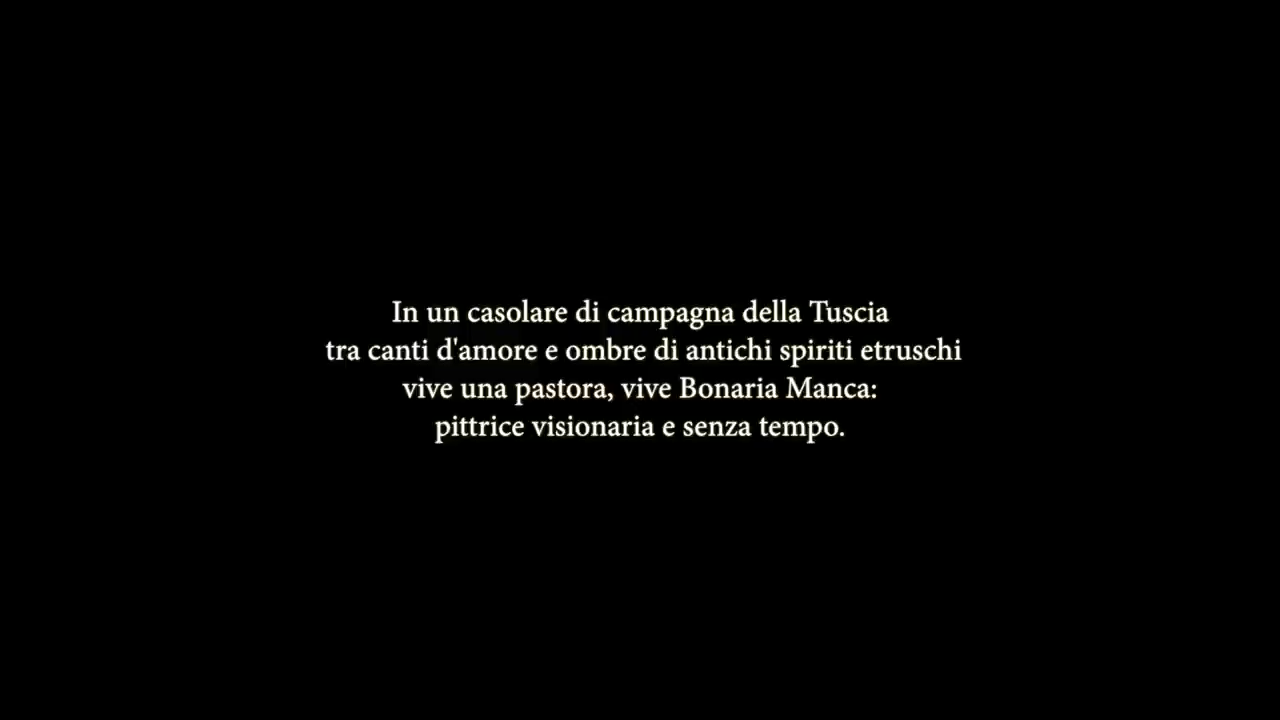 In un casolare di campagna della Tuscia
tra canti d'amore e ombre di antichi spiriti etruschi
vive una pastora, vive Bonaria Manca:
pittrice visionaria e senza tempo.